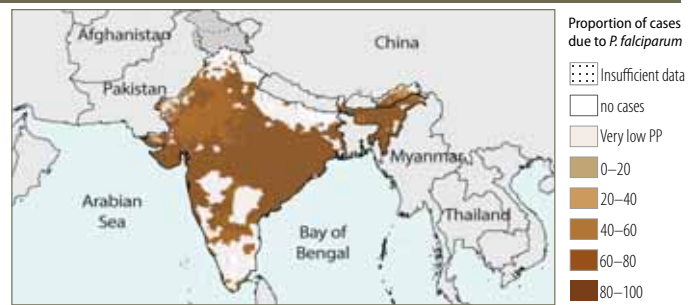 Proportion of cases
due to P. falciparum
Insufficient data
no cases
Very low PP
0–20
20–40
40–60
60–80
80–100
Afghanistan
China
Pakistan
Myanmar
Arabian
Sea
Thailand
Bay of
Bengal